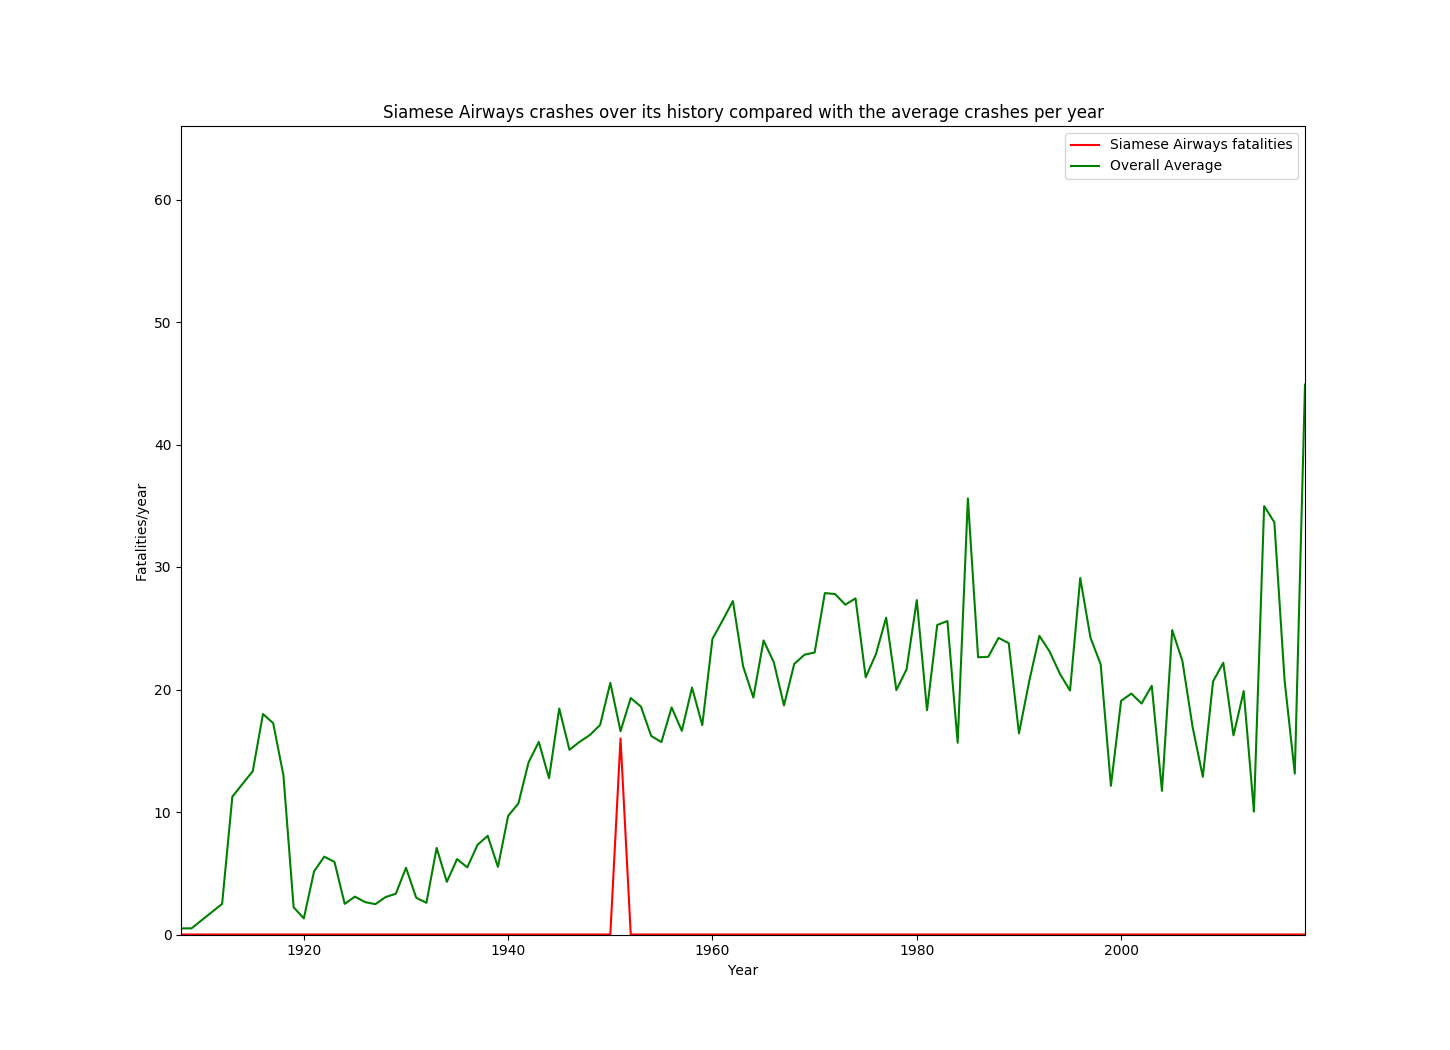 Siamese Airways crashes over its history compared with the average crashes per year
Siamese Airways fatalities
Overall Average
60
50
40
30
20
10
0
Fatalities/year
1920
1940
1960
1980
2000
Year